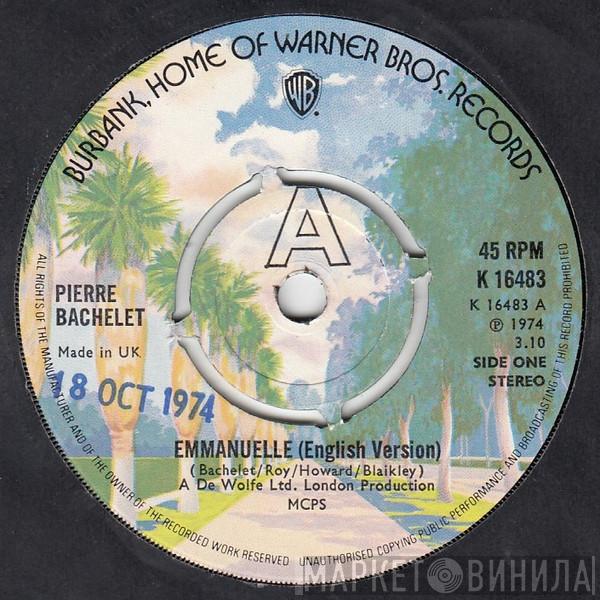 BURBANK, HOME OF WARNER BROS. RECORDS
WB
A
PIERRE
BACHELET
Made in UK
18 OCT 1974
45 RPM
K 16483
K 16483 A
℗ 1974
3.10
SIDE ONE
STEREO
EMMANUELLE (English Version)
(Bachelet/Roy/Howard/Blaikley)
A De Wolfe Ltd. London Production
MCPS
ALL RIGHTS OF THE MANUFACTURER AND OF THE OWNER OF THE RECORDED WORK RESERVED UNAUTHORISED COPYING PUBLIC PERFORMANCE AND BROADCASTING OF THIS RECORD PROHIBITED
МАРКЕТ ВИНИЛА